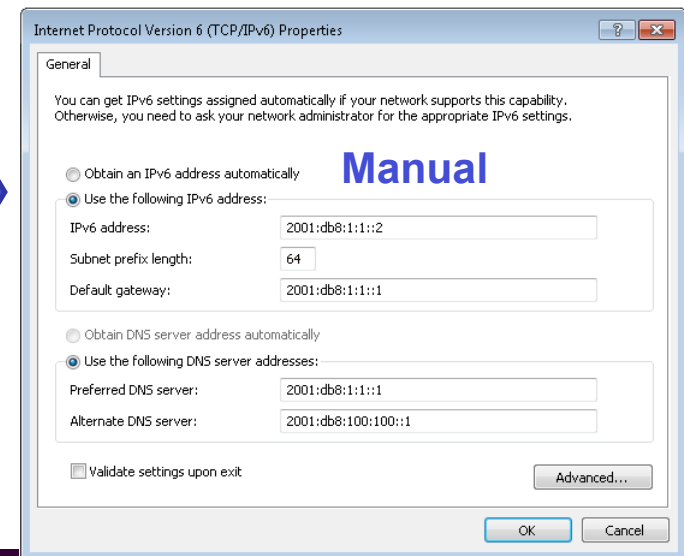 Internet Protocol Version 6 (TCP/IPv6) Properties
General
You can get IPv6 settings assigned automatically if your network supports this capability.
Otherwise, you need to ask your network administrator for the appropriate IPv6 settings.
Obtain an IPv6 address automatically
Manual
Use the following IPv6 address:
IPv6 address: 2001:db8:1:1::2
Subnet prefix length: 64
Default gateway: 2001:db8:1:1::1
Obtain DNS server address automatically
Use the following DNS server addresses:
Preferred DNS server: 2001:db8:1:1::1
Alternate DNS server: 2001:db8:100:100::1
Validate settings upon exit
Advanced...
OK Cancel